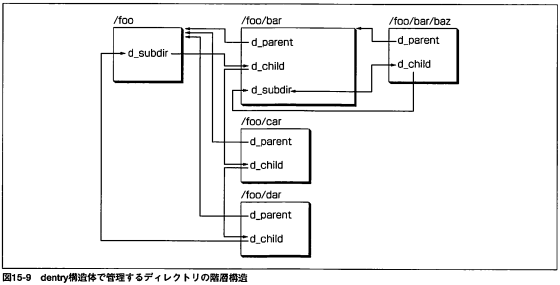 /foo
/foo/bar
/foo/bar/baz
d_subdir
d_parent
d_child
d_subdir
d_parent
d_child
/foo/car
d_parent
d_child
/foo/dar
d_parent
d_child
図15-9 dentry構造体で管理するディレクトリの階層構造